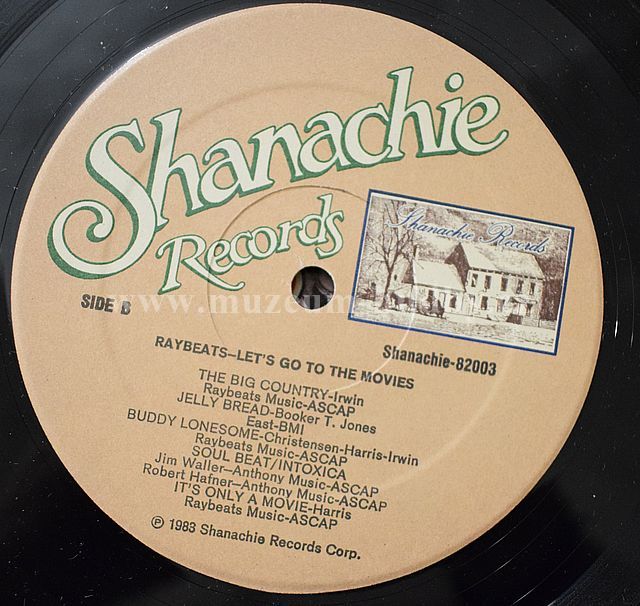 Shanachie
Records
Shanachie Records
SIDE B
www.muzeum
Shanachie-82003
RAYBEATS–LET'S GO TO THE MOVIES
THE BIG COUNTRY-Irwin
Raybeats Music-ASCAP
JELLY BREAD-Booker T. Jones
East-BMI
BUDDY LONESOME-Christensen-Harris-Irwin
Raybeats Music-ASCAP
SOUL BEAT/INTOXICA
Jim Waller–Anthony Music-ASCAP
Robert Hafner-Anthony Music-ASCAP
IT'S ONLY A MOVIE-Harris
Raybeats Music-ASCAP
Ⓟ 1983 Shanachie Records Corp.